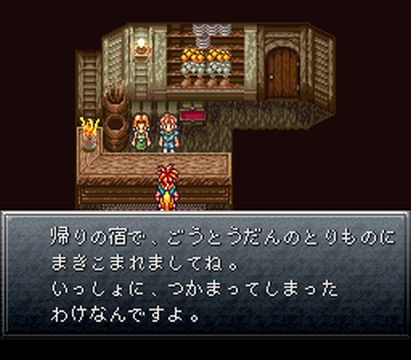 帰りの宿で、ごうとうだんのとりものに
まきこまれましてね。
いっしょに、つかまってしまった
わけなんですよ。